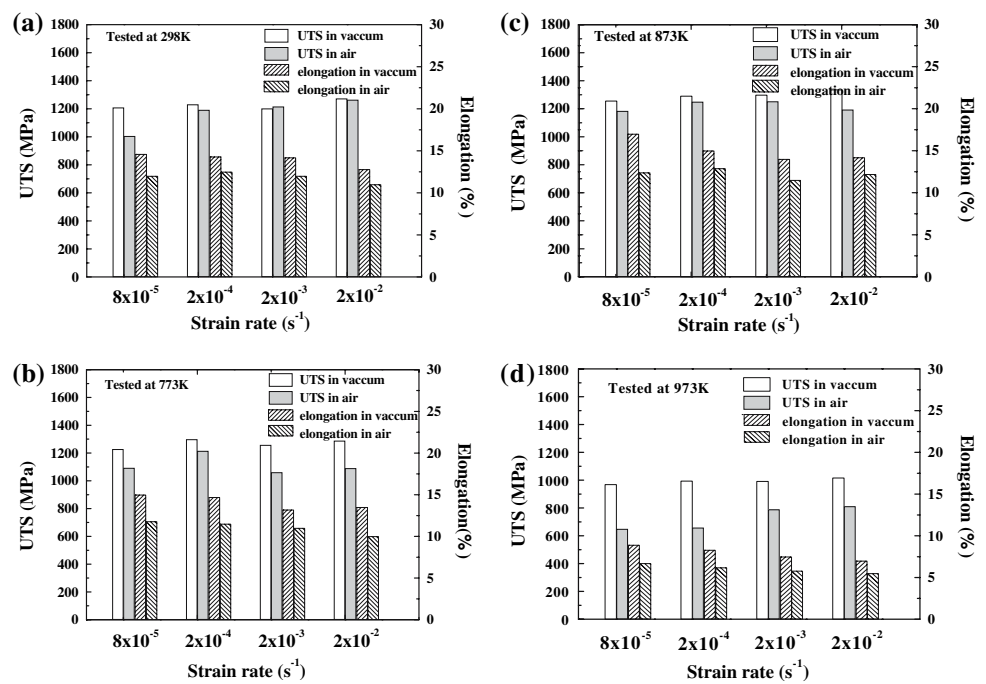 (a)
Tested at 298K
UTS in vaccum
UTS in air
elongation in vaccum
elongation in air
1800
1600
1400
1200
1000
800
600
400
200
0
UTS (MPa)
30
25
20
15
10
5
0
Elongation (%)
8x10⁻⁵ 2x10⁻⁴ 2x10⁻³ 2x10⁻²
Strain rate (s⁻¹)
(c)
Tested at 873K
UTS in vaccum
UTS in air
elongation in vaccum
elongation in air
1800
1600
1400
1200
1000
800
600
400
200
0
UTS (MPa)
30
25
20
15
10
5
0
Elongation (%)
8x10⁻⁵ 2x10⁻⁴ 2x10⁻³ 2x10⁻²
Strain rate (s⁻¹)
(b)
Tested at 773K
UTS in vaccum
UTS in air
elongation in vaccum
elongation in air
1800
1600
1400
1200
1000
800
600
400
200
0
UTS (MPa)
30
25
20
15
10
5
0
Elongation(%)
8x10⁻⁵ 2x10⁻⁴ 2x10⁻³ 2x10⁻²
Strain rate (s⁻¹)
(d)
Tested at 973K
UTS in vaccum
UTS in air
elongation in vaccum
elongation in air
1800
1600
1400
1200
1000
800
600
400
200
0
UTS (MPa)
30
25
20
15
10
5
0
Elongation (%)
8x10⁻⁵ 2x10⁻⁴ 2x10⁻³ 2x10⁻²
Strain rate (s⁻¹)